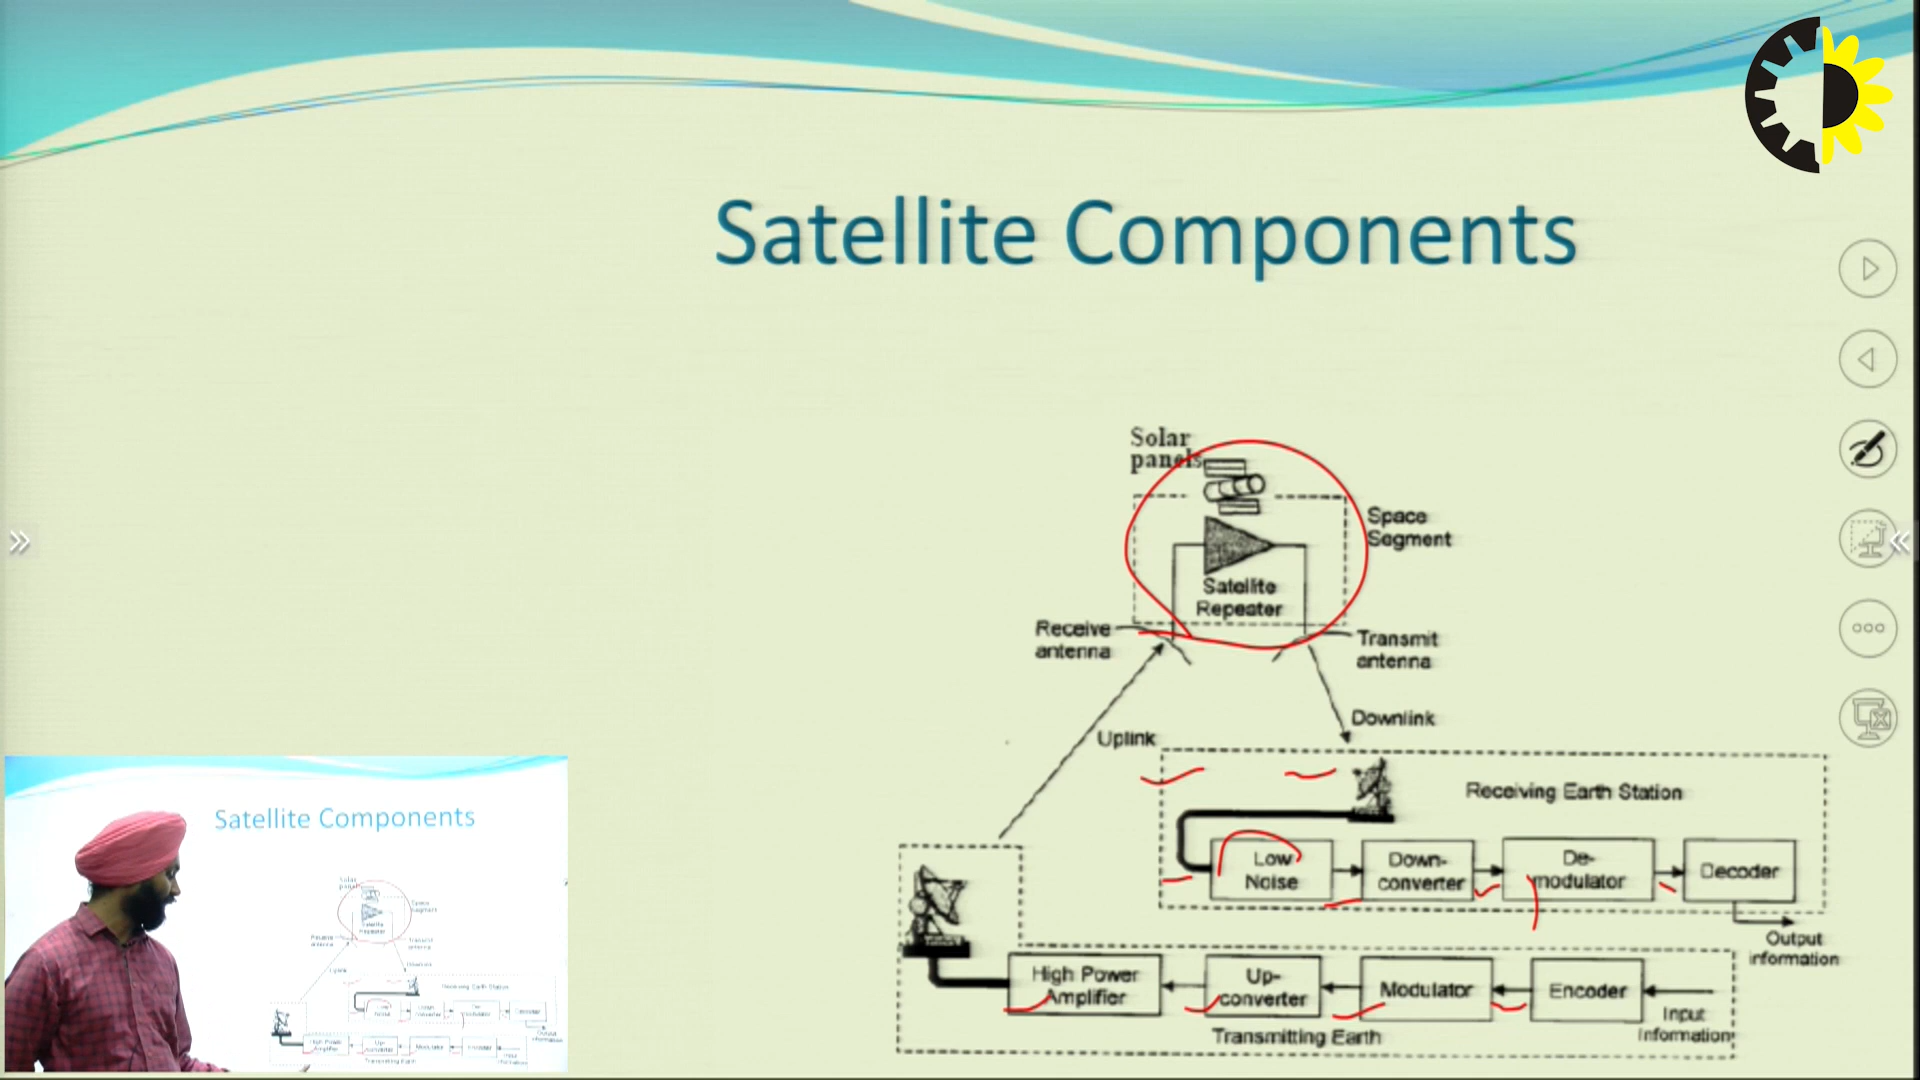 Satellite Components
Solar
panels
Space
Segment
Satellite
Repeater
Receive
antenna
Transmit
antenna
Downlink
Uplink
Receiving Earth Station
Low
Noise
Down-
converter
De-
modulator
Decoder
Output
information
High Power
Amplifier
Up-
converter
Modulator
Encoder
Input
Information
Transmitting Earth
Satellite Components